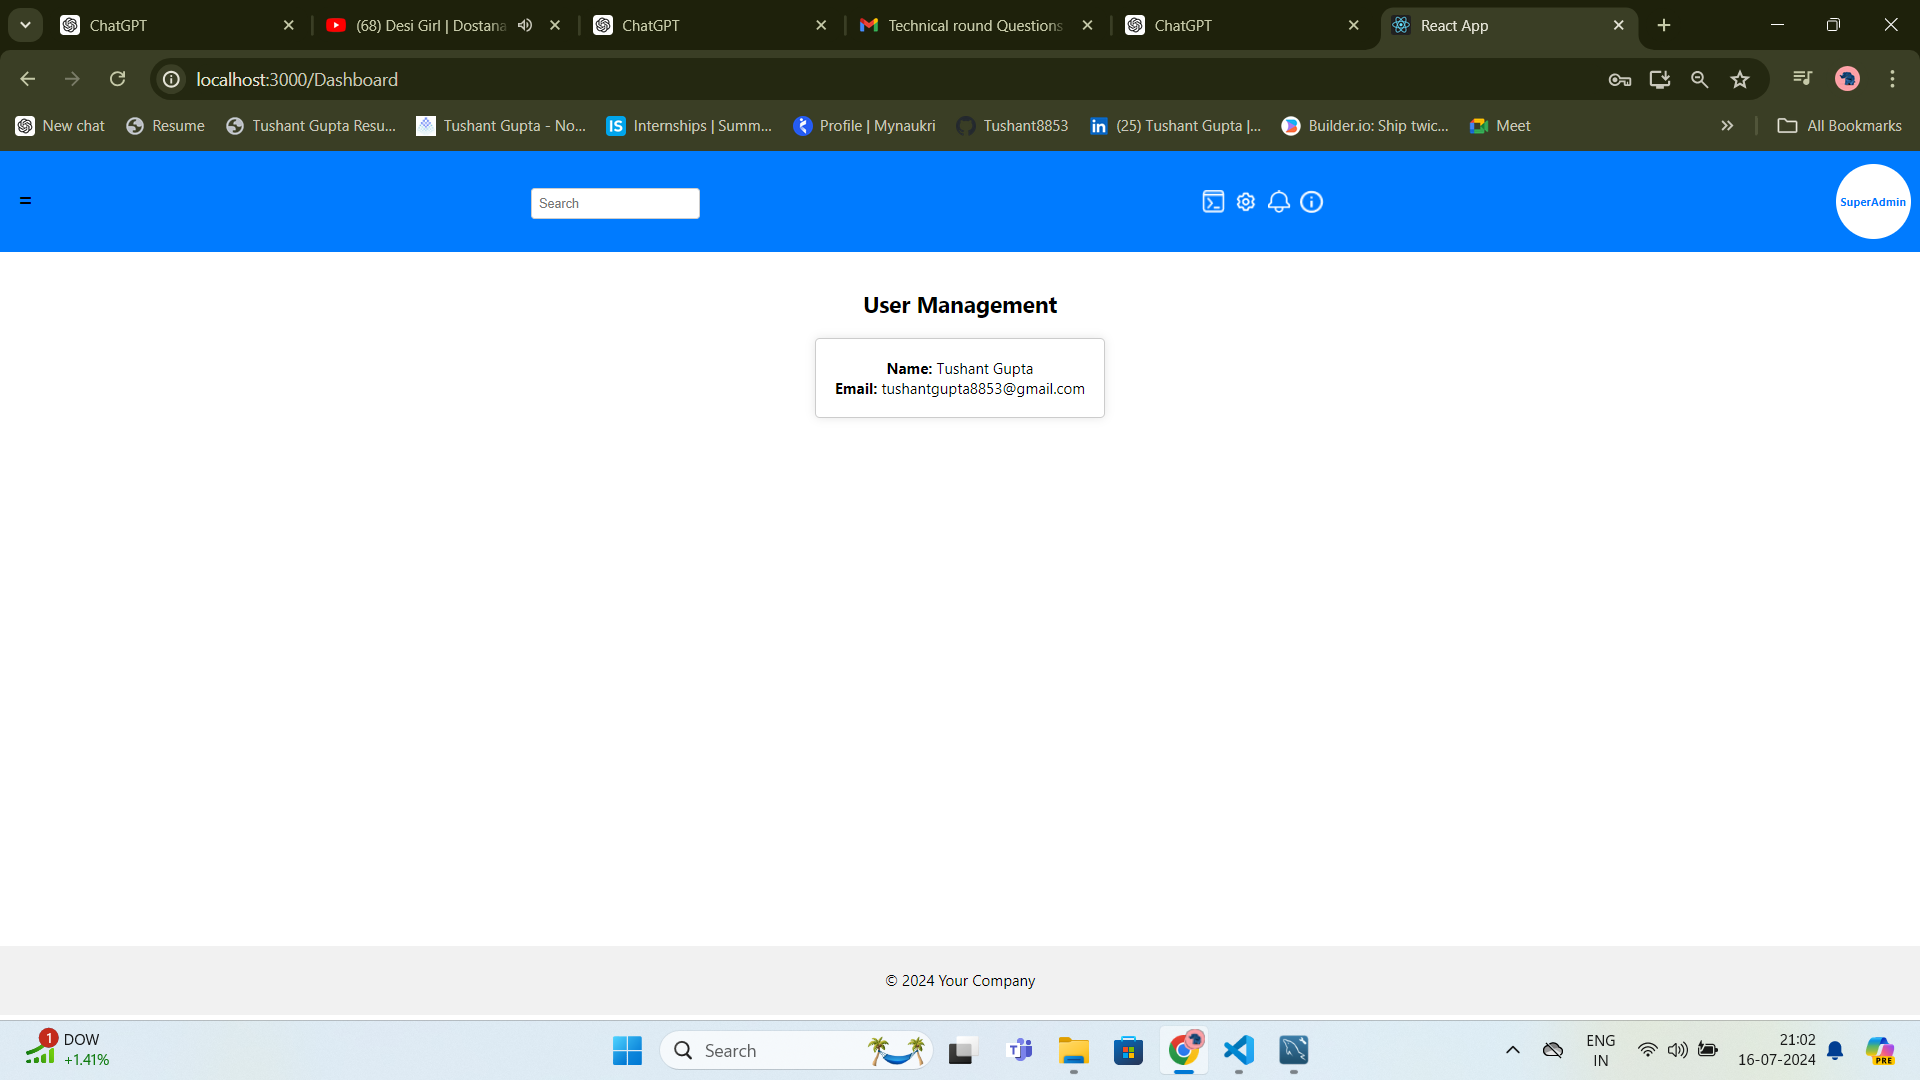 ChatGPT
(68) Desi Girl | Dostana
ChatGPT
Technical round Questions
ChatGPT
React App
localhost:3000/Dashboard
New chat
Resume
Tushant Gupta Resu...
Tushant Gupta - No...
IS
Internships | Summ...
Profile | Mynaukri
Tushant8853
in
(25) Tushant Gupta |...
Builder.io: Ship twic...
Meet
All Bookmarks
=
Search
SuperAdmin
User Management
Name: Tushant Gupta
Email: tushantgupta8853@gmail.com
© 2024 Your Company
1
DOW
+1.41%
Search
ENG
IN
21:02
16-07-2024
PRE